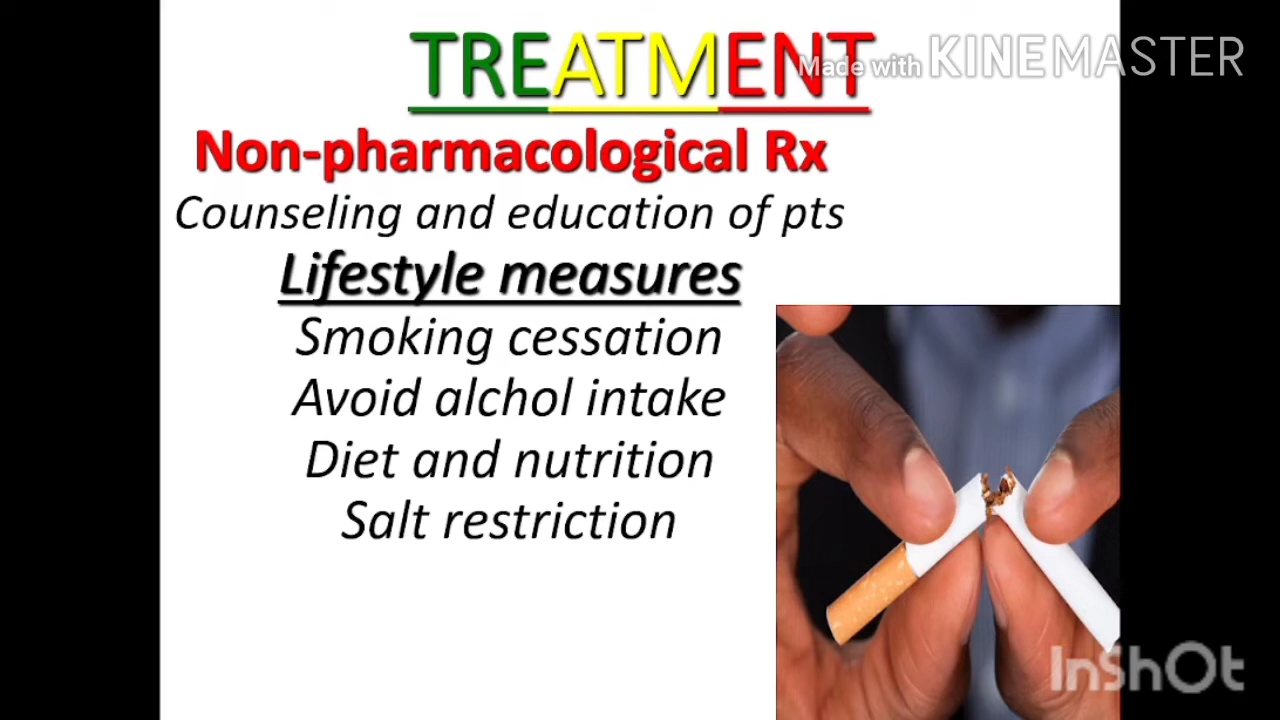 TREATMENT
Made with KINEMASTER
Non-pharmacological Rx
Counseling and education of pts
Lifestyle measures
Smoking cessation
Avoid alchol intake
Diet and nutrition
Salt restriction
InShOt